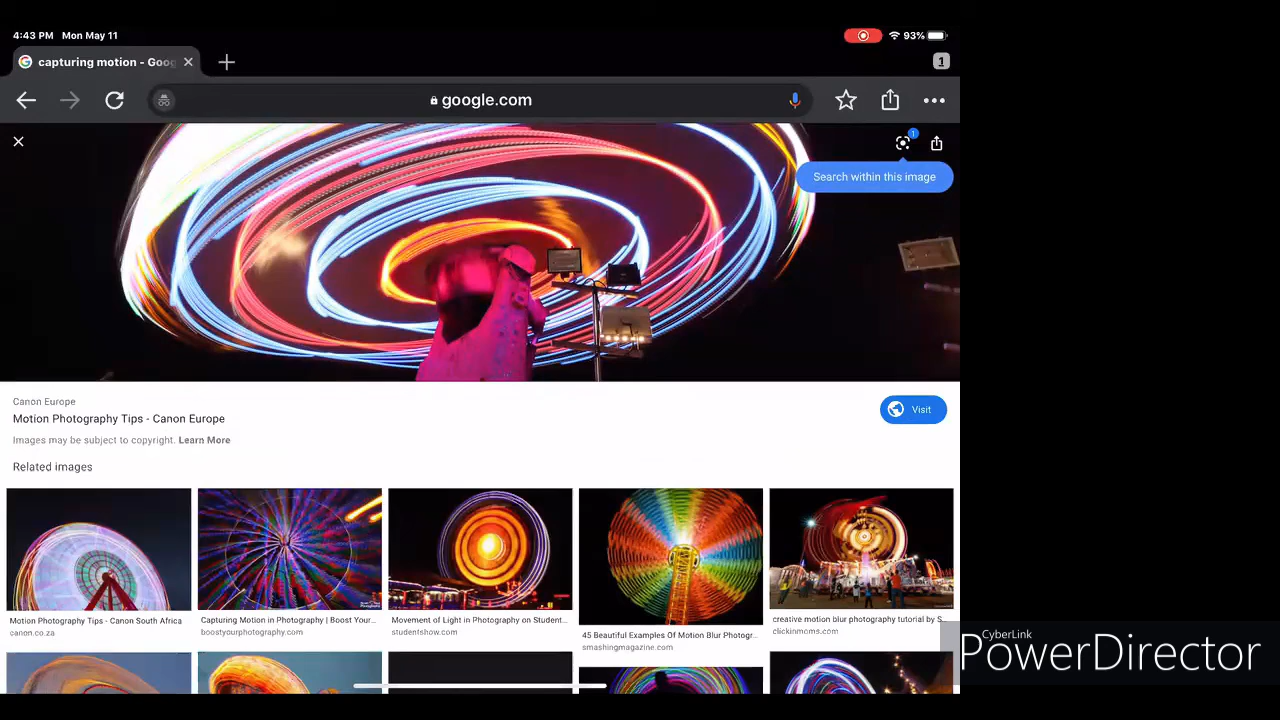 4:43 PM Mon May 11
93%
capturing motion - Goog
1
google.com
1
Search within this image
Canon Europe
Motion Photography Tips - Canon Europe
Visit
Images may be subject to copyright. Learn More
Related images
Motion Photography Tips - Canon South Africa
canon.co.za
Capturing Motion in Photography | Boost Your...
boostyourphotography.com
Movement of Light in Photography on Student...
studentshow.com
45 Beautiful Examples Of Motion Blur Photogr...
smashingmagazine.com
creative motion blur photography tutorial by S...
clickinmoms.com
CyberLink
PowerDirector